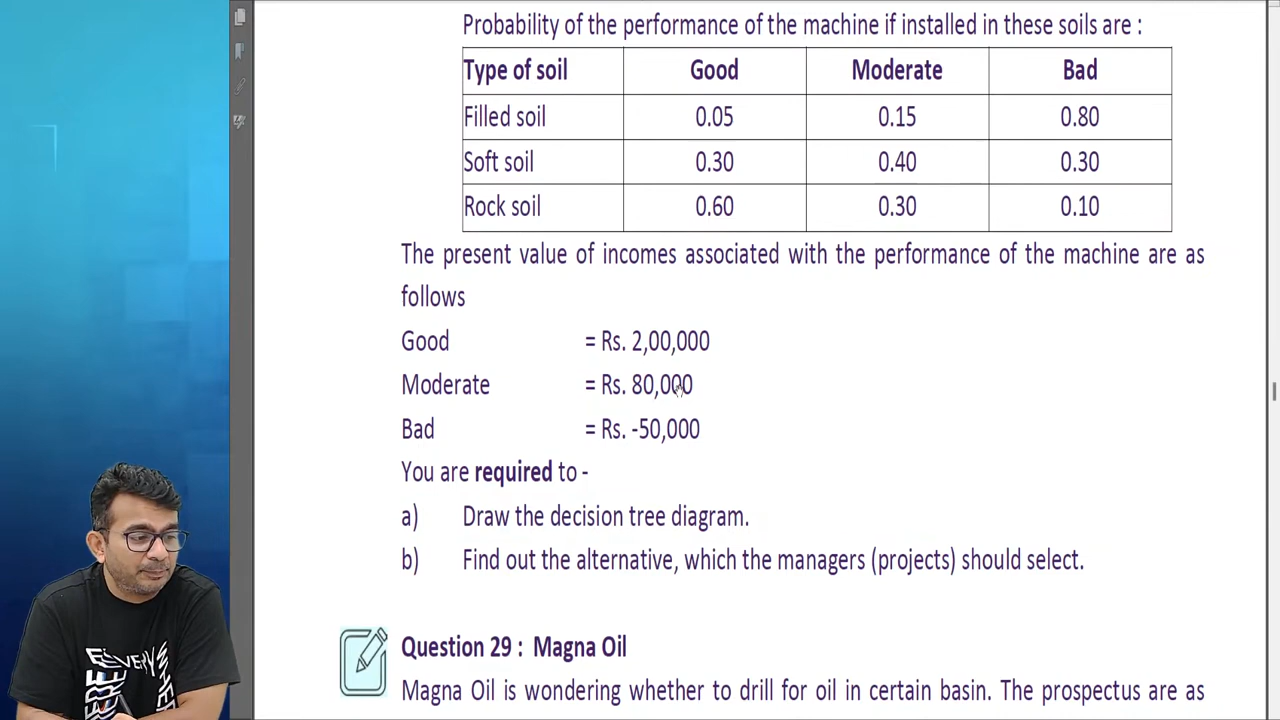 Probability of the performance of the machine if installed in these soils are :
Type of soil Good Moderate Bad
Filled soil 0.05 0.15 0.80
Soft soil 0.30 0.40 0.30
Rock soil 0.60 0.30 0.10
The present value of incomes associated with the performance of the machine are as
follows
Good = Rs. 2,00,000
Moderate = Rs. 80,000
Bad = Rs. -50,000
You are required to -
a) Draw the decision tree diagram.
b) Find out the alternative, which the managers (projects) should select.
Question 29 : Magna Oil
Magna Oil is wondering whether to drill for oil in certain basin. The prospectus are as